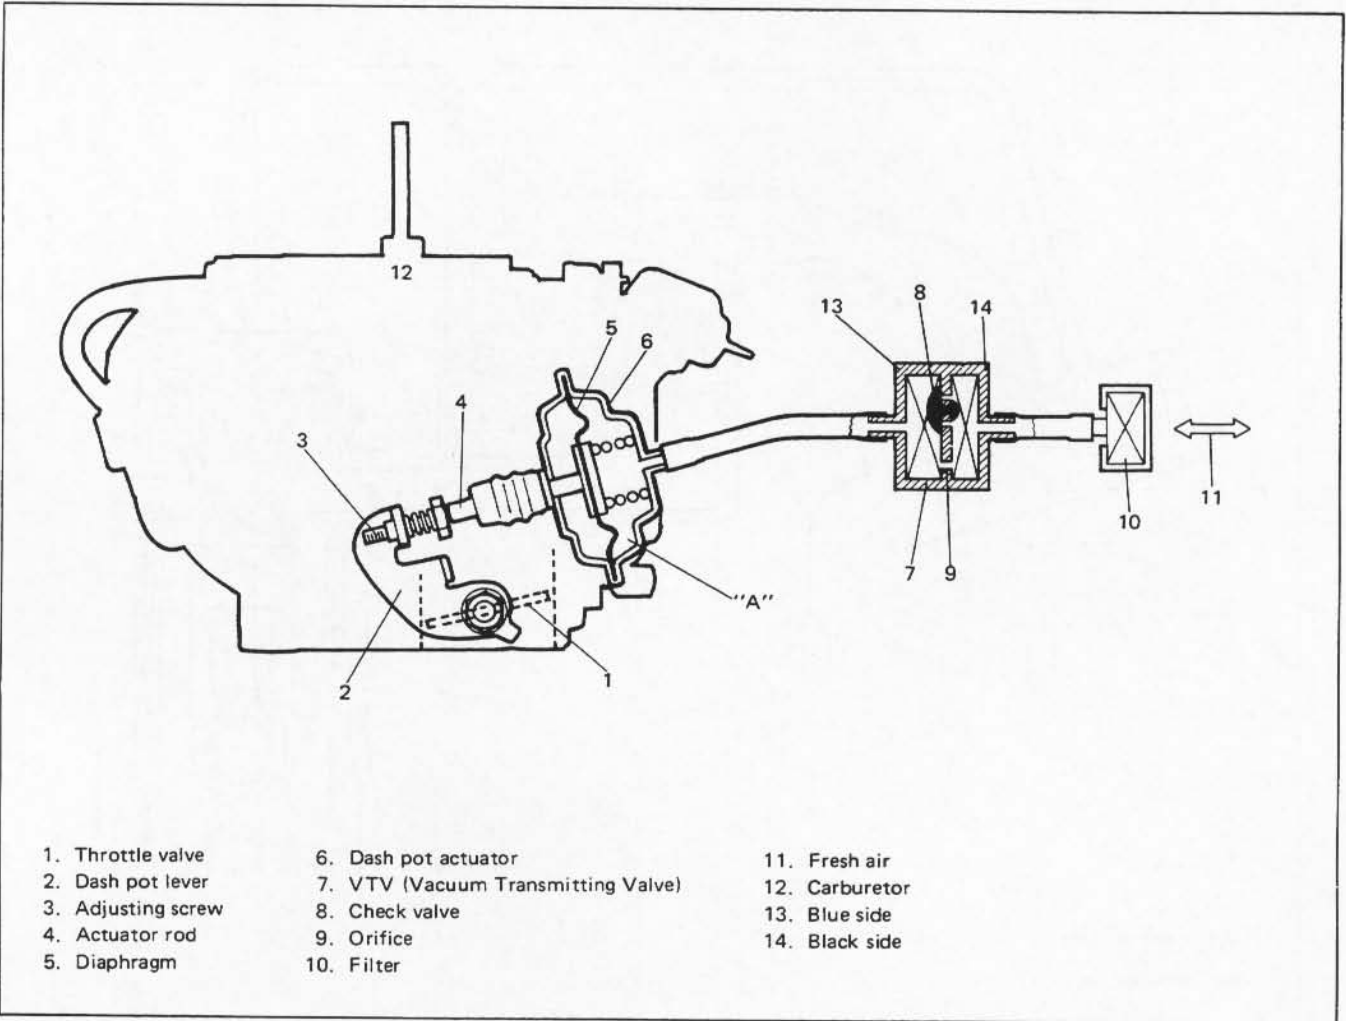 12
13
8
14
5
6
4
3
11
10
7
9
"A"
1
2
1. Throttle valve
2. Dash pot lever
3. Adjusting screw
4. Actuator rod
5. Diaphragm
6. Dash pot actuator
7. VTV (Vacuum Transmitting Valve)
8. Check valve
9. Orifice
10. Filter
11. Fresh air
12. Carburetor
13. Blue side
14. Black side